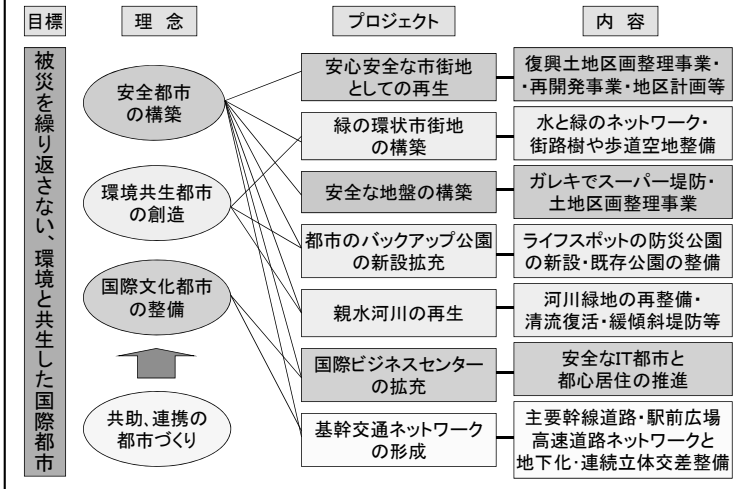 目標
理 念
プロジェクト
内 容
被災を繰り返さない、環境と共生した国際都市
安全都市
の構築
環境共生都市
の創造
国際文化都市
の整備
共助、連携の
都市づくり
安心安全な市街地
としての再生
緑の環状市街地
の構築
安全な地盤の構築
都市のバックアップ公園
の新設拡充
親水河川の再生
国際ビジネスセンター
の拡充
基幹交通ネットワーク
の形成
復興土地区画整理事業・
・再開発事業・地区計画等
水と緑のネットワーク・
街路樹や歩道空地整備
ガレキでスーパー堤防・
土地区画整理事業
ライフスポットの防災公園
の新設・既存公園の整備
河川緑地の再整備・
清流復活・緩傾斜堤防等
安全なIT都市と
都心居住の推進
主要幹線道路・駅前広場
高速道路ネットワークと
地下化・連続立体交差整備